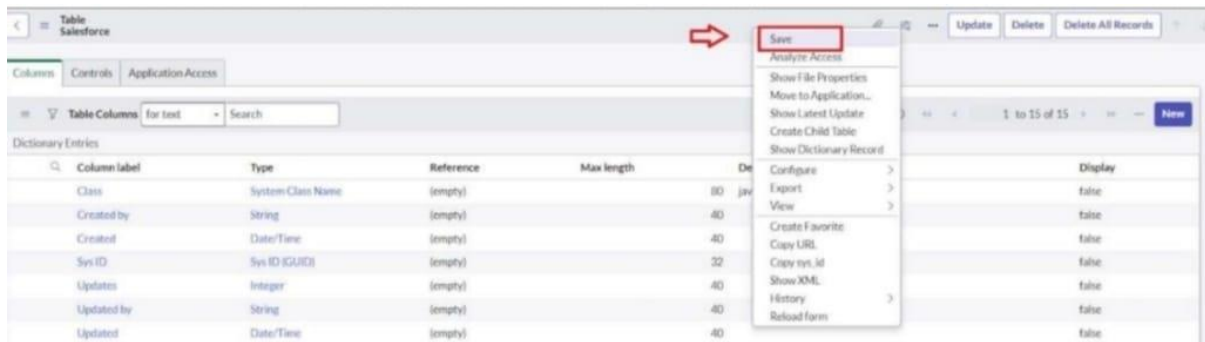 Table
Salesforce
Update Delete Delete All Records
Save
Analyze Access
Show File Properties
Move to Application...
Show Latest Update
Create Child Table
Show Dictionary Record
Configure
Export
View
Create Favorite
Copy URL
Copy sys_id
Show XML
History
Reload form
Columns Controls Application Access
Table Columns for text Search 1 to 15 of 15 New
Dictionary Entries
Column label Type Reference Max length De Display
Class System Class Name (empty) 80 jav false
Created by String (empty) 40 false
Created Date/Time (empty) 40 false
Sys ID Sys ID (GUID) (empty) 32 false
Updates Integer (empty) 40 false
Updated by String (empty) 40 false
Updated Date/Time (empty) 40 false